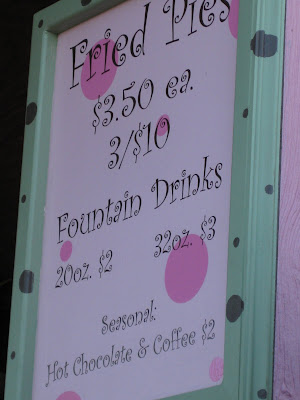 Fried Pies
$3.50 ea.
3/$10
Fountain Drinks
20oz. $2 32oz. $3
Seasonal:
Hot Chocolate & Coffee $2